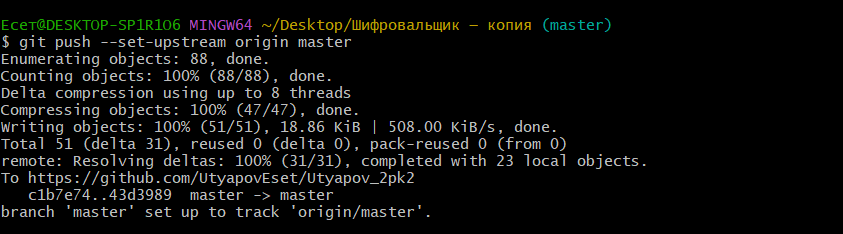 Есет@DESKTOP-SP1R1O6 MINGW64 ~/Desktop/Шифровальщик — копия (master)
$ git push --set-upstream origin master
Enumerating objects: 88, done.
Counting objects: 100% (88/88), done.
Delta compression using up to 8 threads
Compressing objects: 100% (47/47), done.
Writing objects: 100% (51/51), 18.86 KiB | 508.00 KiB/s, done.
Total 51 (delta 31), reused 0 (delta 0), pack-reused 0 (from 0)
remote: Resolving deltas: 100% (31/31), completed with 23 local objects.
To https://github.com/UtyapovEset/Utyapov_2pk2
   c1b7e74..43d3989  master -> master
branch 'master' set up to track 'origin/master'.